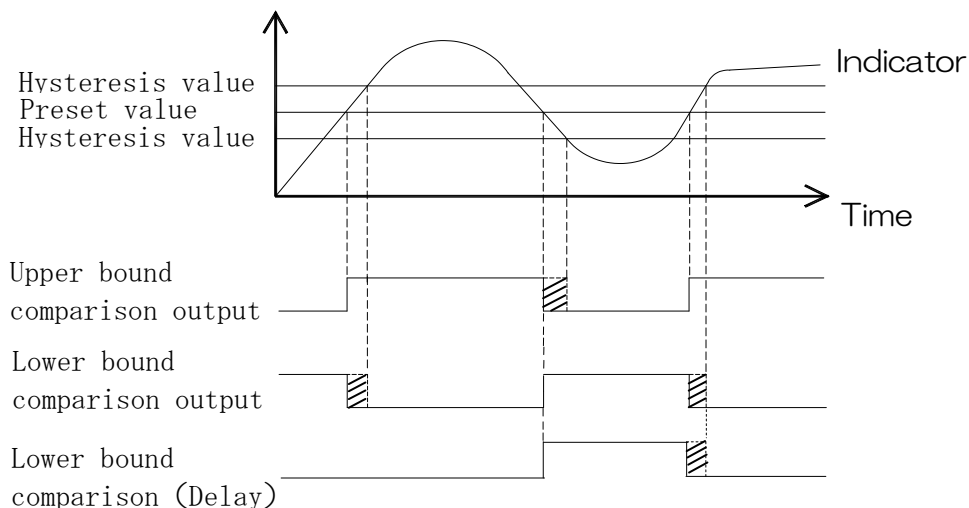 Hysteresis value
Preset value
Hysteresis value
Indicator
Time
Upper bound
comparison output
Lower bound
comparison output
Lower bound
comparison (Delay)